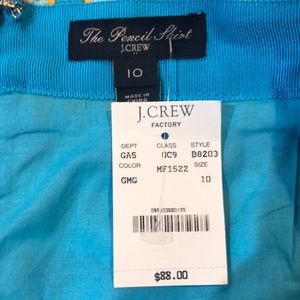 The Pencil Skirt
J.CREW
10
MADE IN
CHINA
J.CREW
FACTORY
DEPT CLASS STYLE
GA5 0C9 B8203
COLOR SIZE
MF1522
GMG 10
$88.00